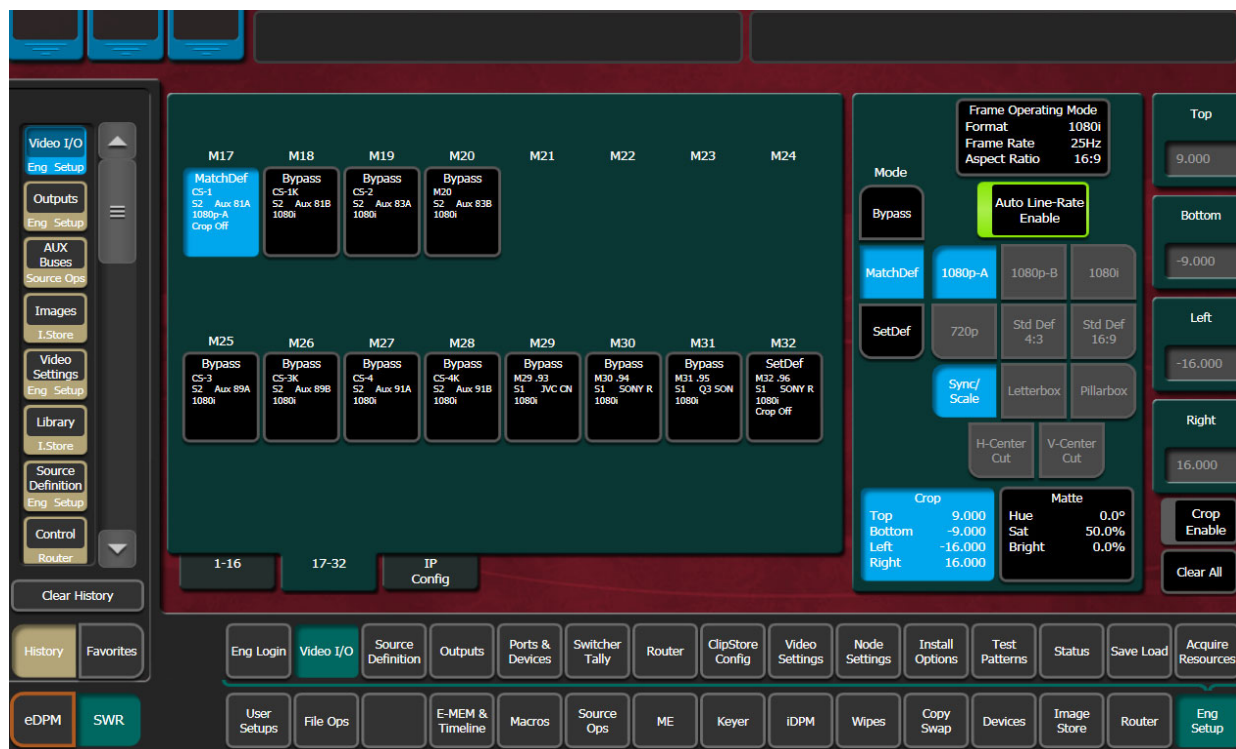 Video I/O
Eng Setup
Outputs
Eng Setup
AUX
Buses
Source Ops
Images
I.Store
Video
Settings
Eng Setup
Library
I.Store
Source
Definition
Eng Setup
Control
Router
Clear History
History
Favorites
eDPM
SWR
M17
M18
M19
M20
M21
M22
M23
M24
MatchDef
CS-1
S2 Aux 81A
1080p-A
Crop Off
Bypass
CS-1K
S2 Aux 81B
1080i
Bypass
CS-2
S2 Aux 83A
1080i
Bypass
M20
S2 Aux 83B
1080i
M25
M26
M27
M28
M29
M30
M31
M32
Bypass
CS-3
S2 Aux 89A
1080i
Bypass
CS-3K
S2 Aux 89B
1080i
Bypass
CS-4
S2 Aux 91A
1080i
Bypass
CS-4K
S2 Aux 91B
1080i
Bypass
M29 .93
S1 JVC CN
1080i
Bypass
M30 .94
S1 SONY R
1080i
Bypass
M31 .95
S1 Q3 SON
1080i
SetDef
M32 .96
S1 SONY R
1080i
Crop Off
1-16
17-32
IP
Config
Frame Operating Mode
Format 1080i
Frame Rate 25Hz
Aspect Ratio 16:9
Mode
Bypass
Auto Line-Rate
Enable
MatchDef
1080p-A
1080p-B
1080i
SetDef
720p
Std Def
4:3
Std Def
16:9
Sync/
Scale
Letterbox
Pillarbox
H-Center
Cut
V-Center
Cut
Crop
Top 9.000
Bottom -9.000
Left -16.000
Right 16.000
Matte
Hue 0.0°
Sat 50.0%
Bright 0.0%
Top
9.000
Bottom
-9.000
Left
-16.000
Right
16.000
Crop
Enable
Clear All
Eng Login
Video I/O
Source
Definition
Outputs
Ports &
Devices
Switcher
Tally
Router
ClipStore
Config
Video
Settings
Node
Settings
Install
Options
Test
Patterns
Status
Save Load
Acquire
Resources
User
Setups
File Ops
E-MEM &
Timeline
Macros
Source
Ops
ME
Keyer
iDPM
Wipes
Copy
Swap
Devices
Image
Store
Router
Eng
Setup